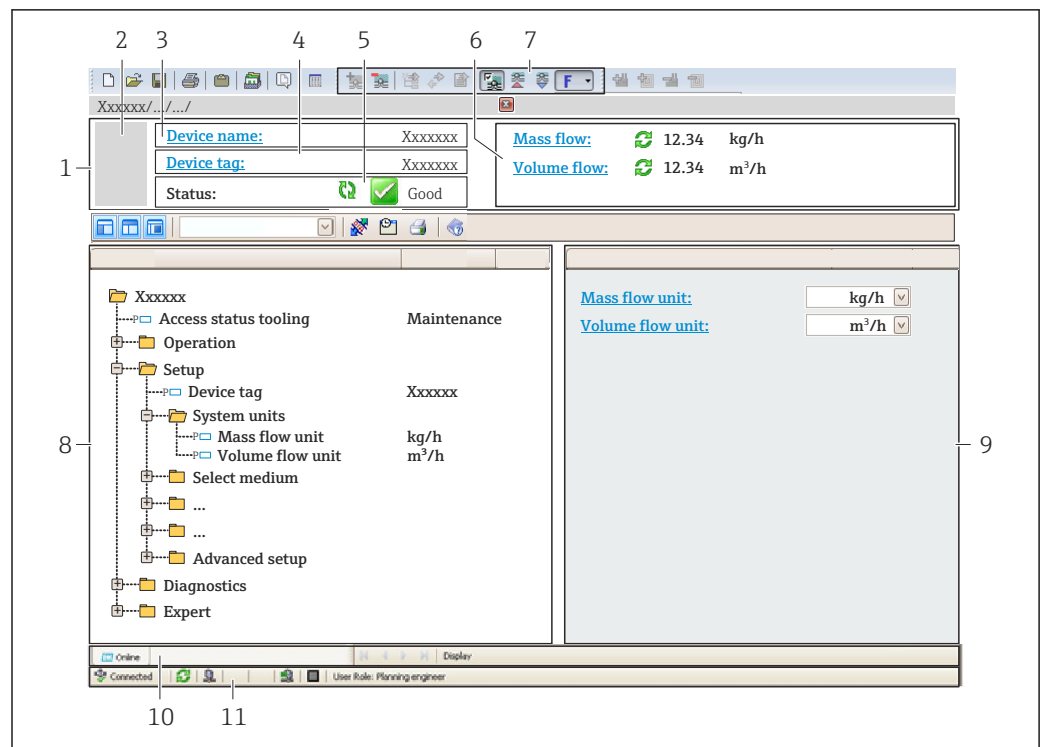 2 3 4 5 6 7
F
Xxxxxx/.../.../
Device name: Xxxxxxx
Device tag: Xxxxxxx
Status: Good
Mass flow: 12.34 kg/h
Volume flow: 12.34 m³/h
1
Xxxxxx
P Access status tooling Maintenance
Operation
Setup
P Device tag Xxxxxx
System units
P Mass flow unit kg/h
P Volume flow unit m³/h
Select medium
...
...
Advanced setup
Diagnostics
Expert
8
Mass flow unit: kg/h
Volume flow unit: m³/h
9
Online Display
Connected User Role: Planning engineer
10 11